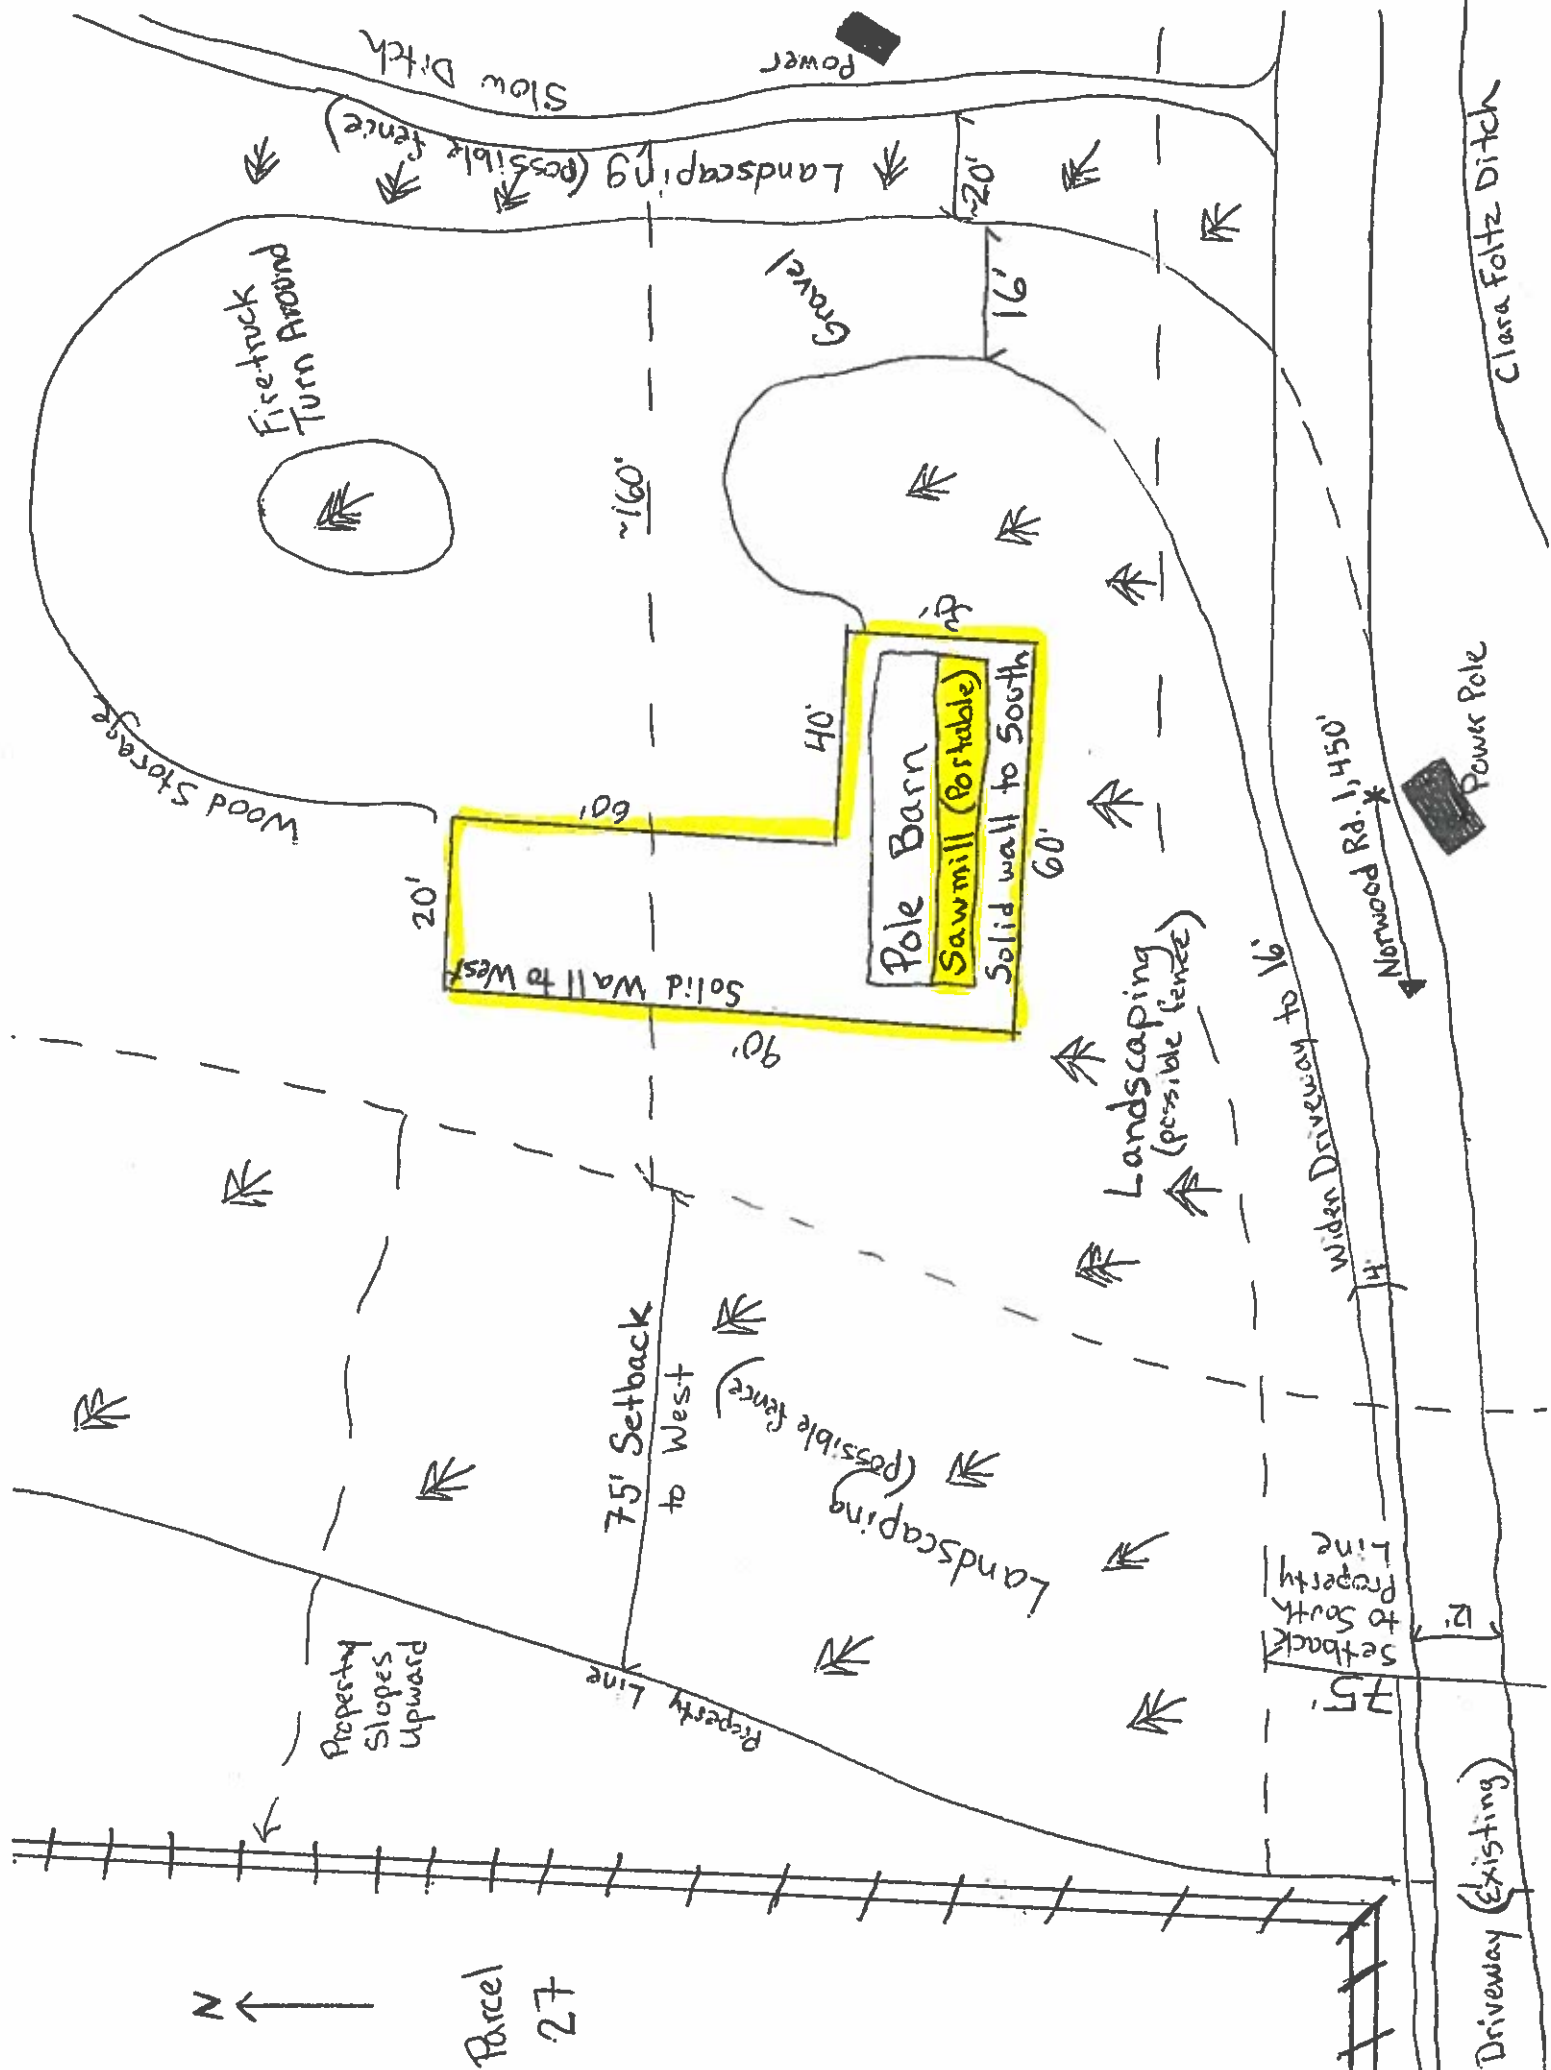 Slow Ditch
Power
Landscaping (possible fence)
~20'
Clara Foltz Ditch
Firetruck
Turn Around
Gravel
16'
~160'
Wood Storage
40'
60'
20'
Solid Wall to West
90'
Pole Barn
Sawmill (Portable)
Solid wall to South
60'
Norwood Rd. 1,450'
Power Pole
Landscaping
(possible fence)
Widen Driveway to 16'
4'
75' Setback
to West
Landscaping
(possible fence)
Property
Line
Property
Slopes
Upward
75'
Setback
to South
Property
Line
12'
Driveway (Existing)
N
Parcel
27